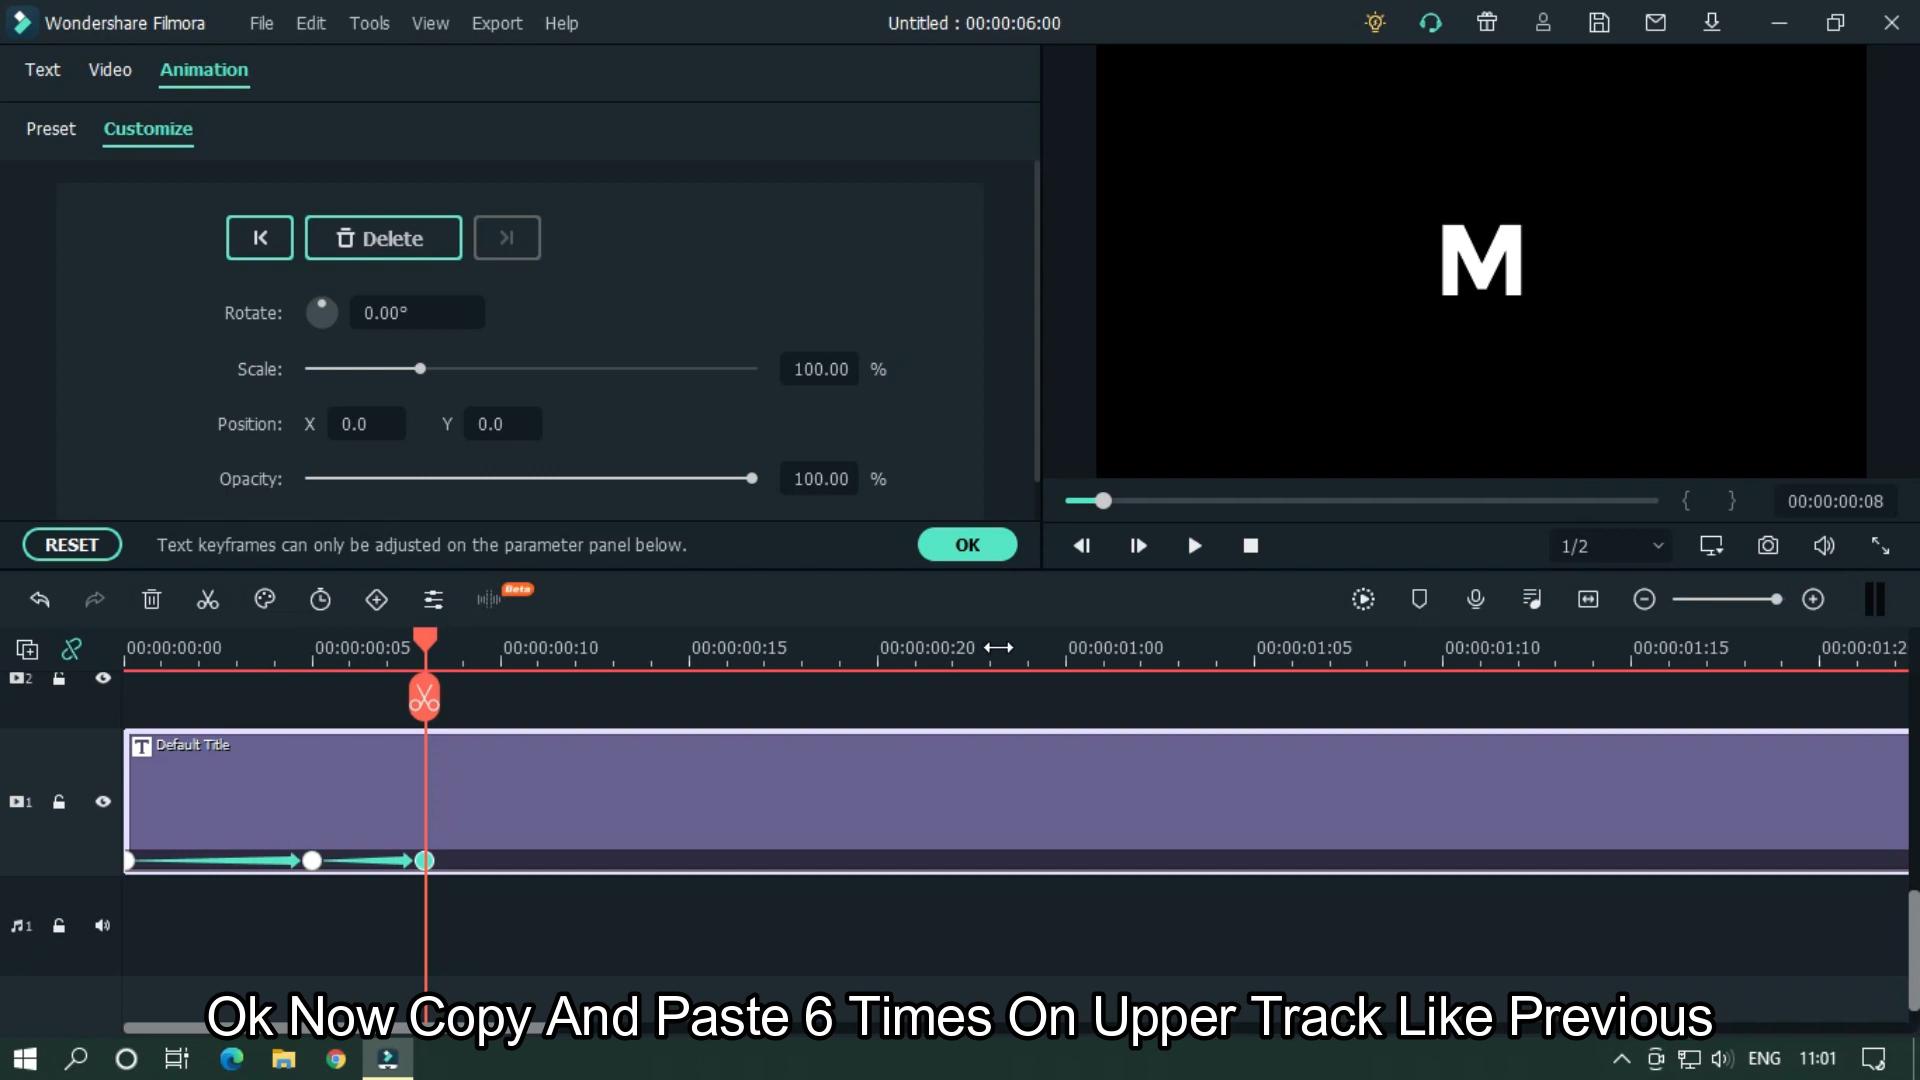 Wondershare Filmora File Edit Tools View Export Help Untitled : 00:00:06:00
Text Video Animation
Preset Customize
Delete
Rotate: 0.00°
Scale: 100.00 %
Position: X 0.0 Y 0.0
Opacity: 100.00 %
M
{ } 00:00:00:08
RESET Text keyframes can only be adjusted on the parameter panel below. OK
1/2
Beta
00:00:00:00 00:00:00:05 00:00:00:10 00:00:00:15 00:00:00:20 00:00:01:00 00:00:01:05 00:00:01:10 00:00:01:15 00:00:01:2
2
T Default Title
1
1
Ok Now Copy And Paste 6 Times On Upper Track Like Previous
ENG 11:01